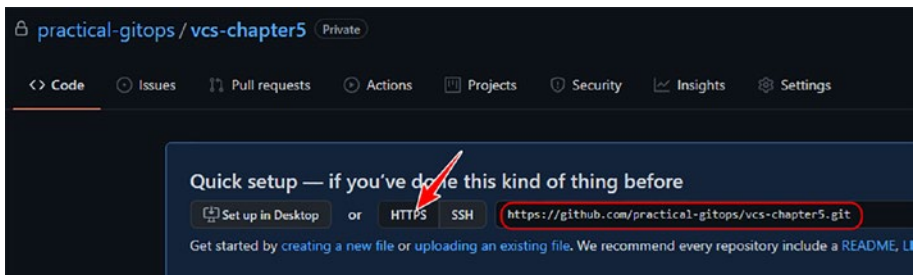 practical-gitops / vcs-chapter5 Private
<> Code Issues Pull requests Actions Projects Security Insights Settings
Quick setup — if you've done this kind of thing before
Set up in Desktop or HTTPS SSH https://github.com/practical-gitops/vcs-chapter5.git
Get started by creating a new file or uploading an existing file. We recommend every repository include a README,